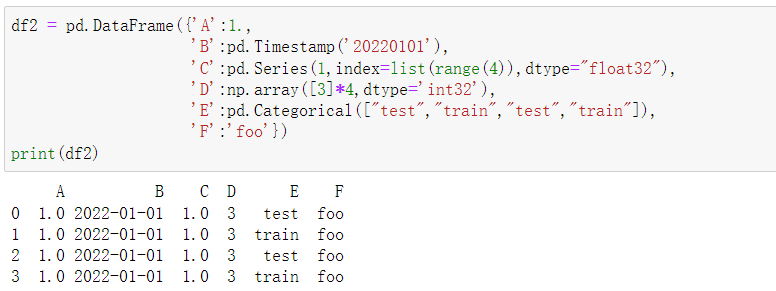 df2 = pd.DataFrame({'A':1.,
'B':pd.Timestamp('20220101'),
'C':pd.Series(1,index=list(range(4)),dtype="float32"),
'D':np.array([3]*4,dtype='int32'),
'E':pd.Categorical(["test","train","test","train"]),
'F':'foo'})
print(df2)
A B C D E F
0 1.0 2022-01-01 1.0 3 test foo
1 1.0 2022-01-01 1.0 3 train foo
2 1.0 2022-01-01 1.0 3 test foo
3 1.0 2022-01-01 1.0 3 train foo